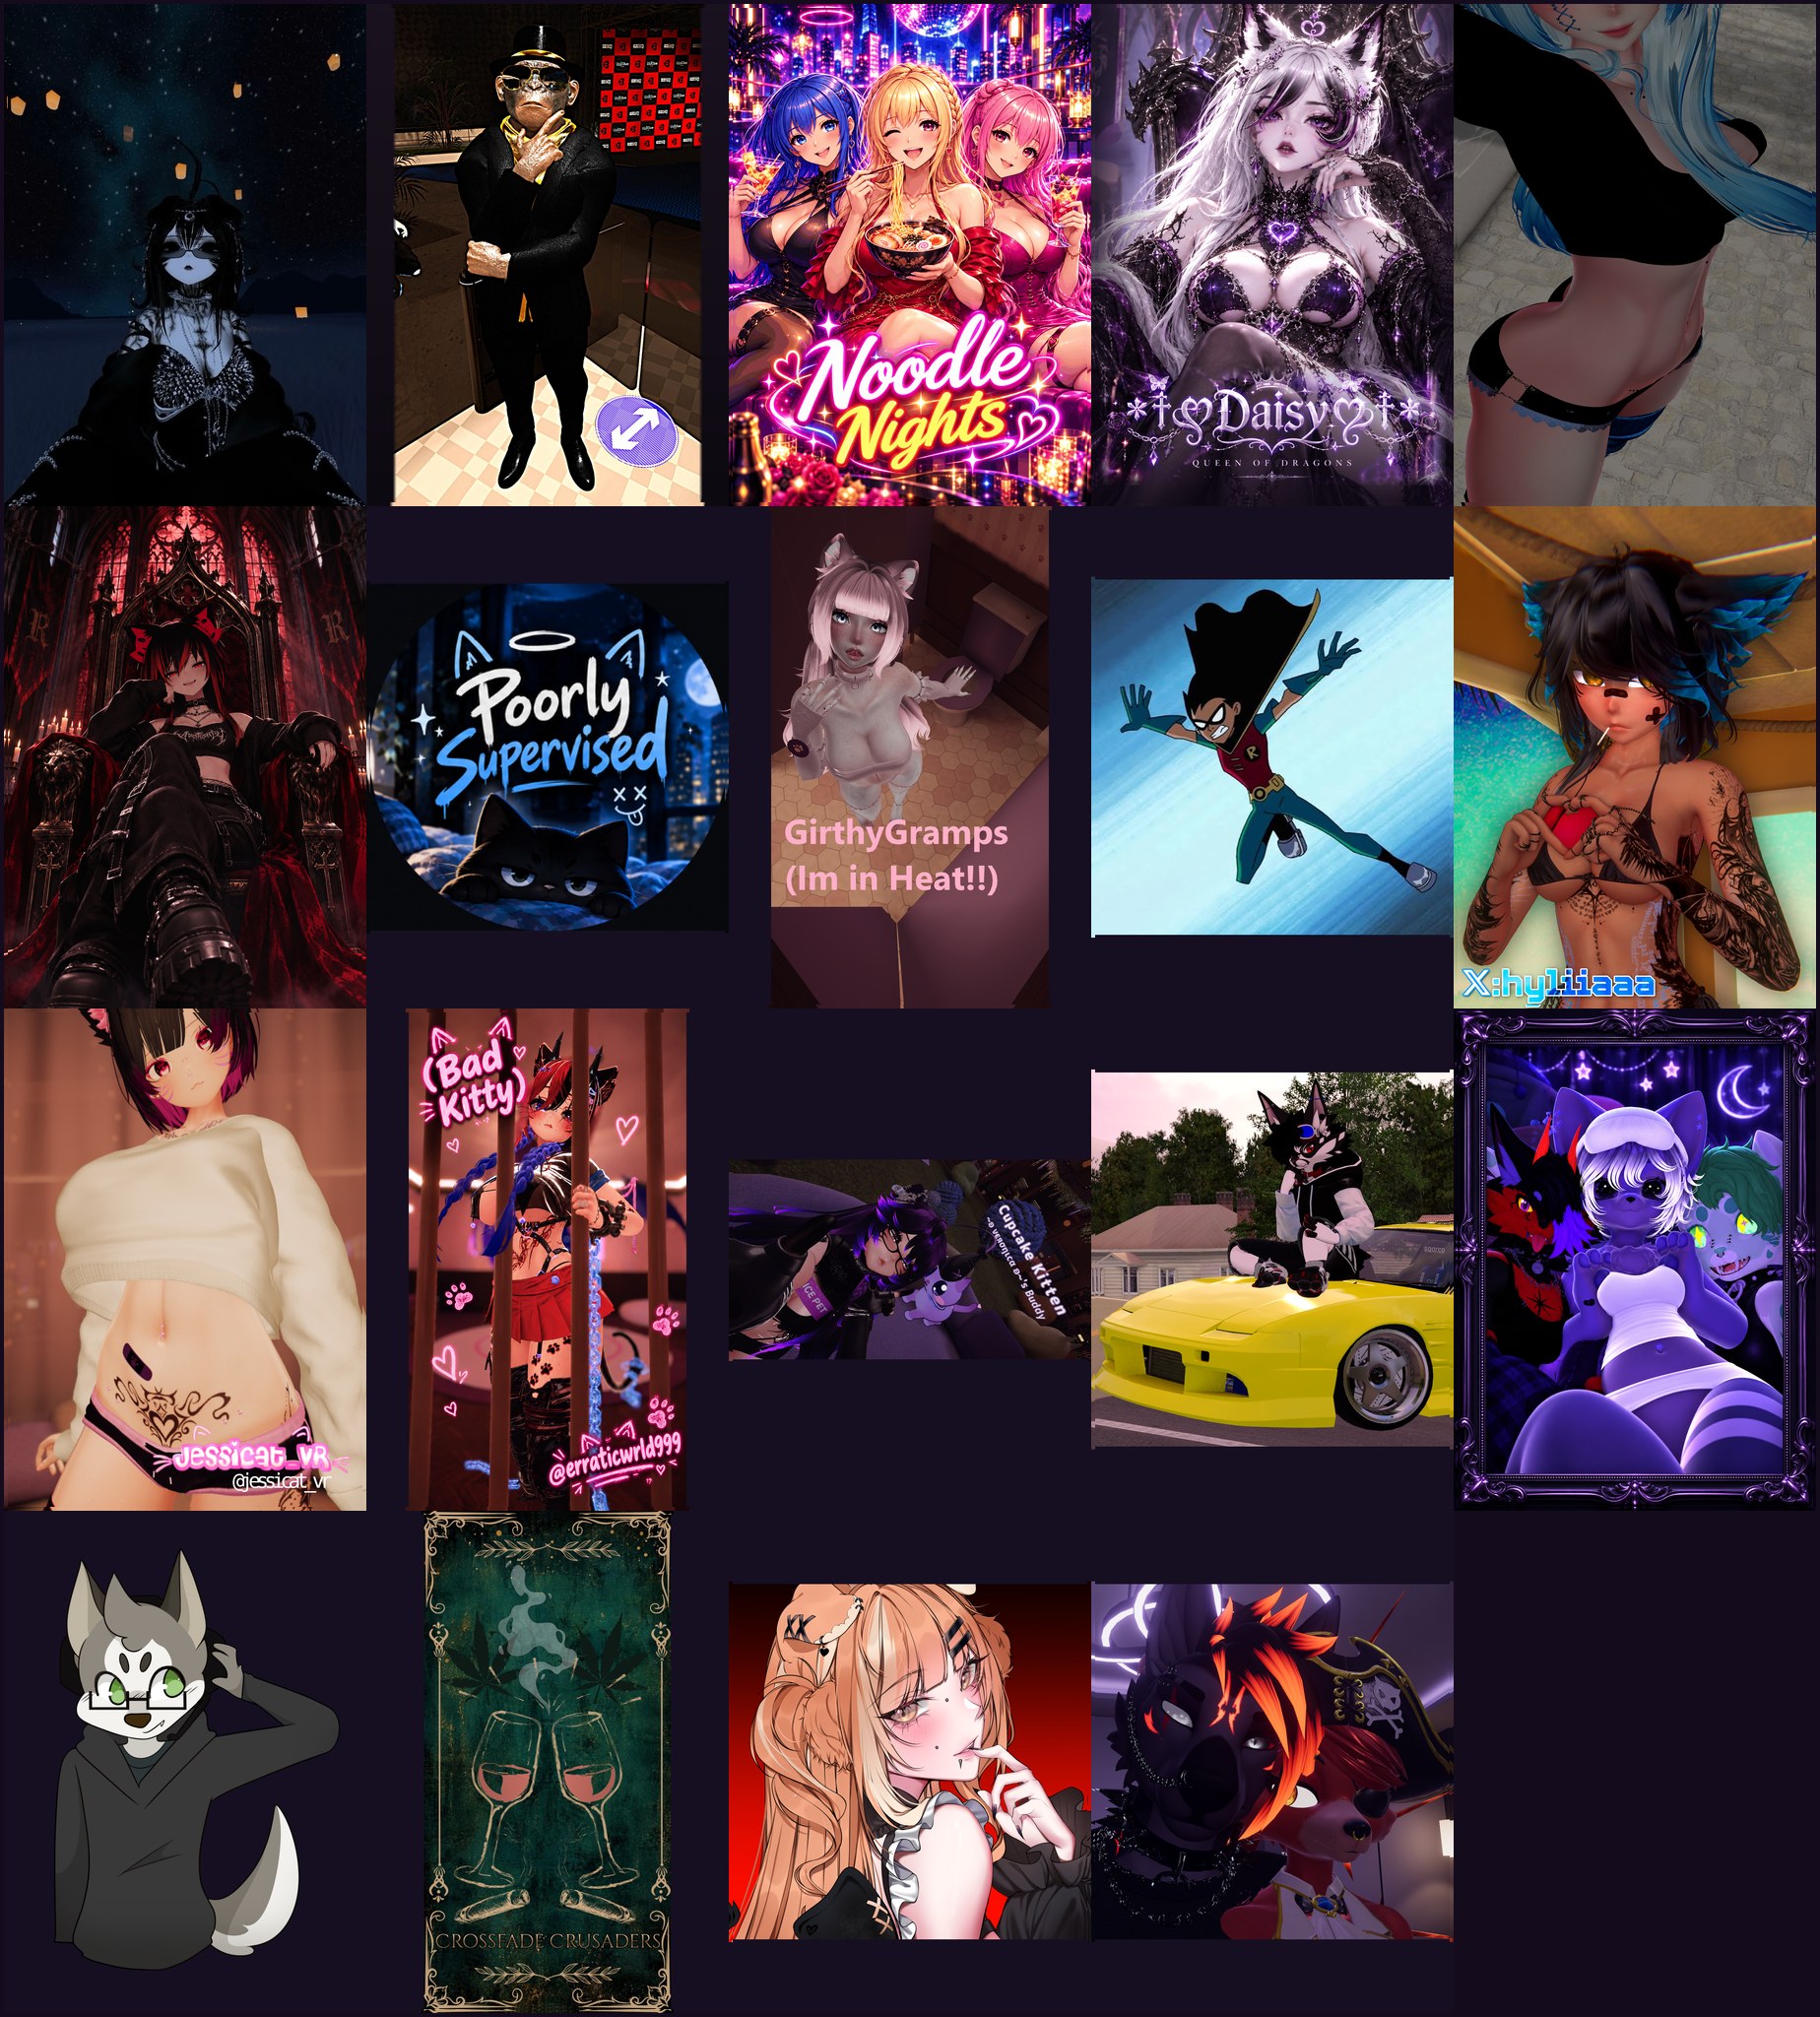 Noodle
Nights
*†♡Daisy♡†*
QUEEN OF DRAGONS
R
R
Poorly
Supervised
GirthyGramps
(Im in Heat!!)
R
X:hyliiaaa
Jessicat_VR
@jessicat_vr
(Bad
Kitty)
@erraticwrld999
Cupcake Kitten
CROSSFADE CRUSADERS